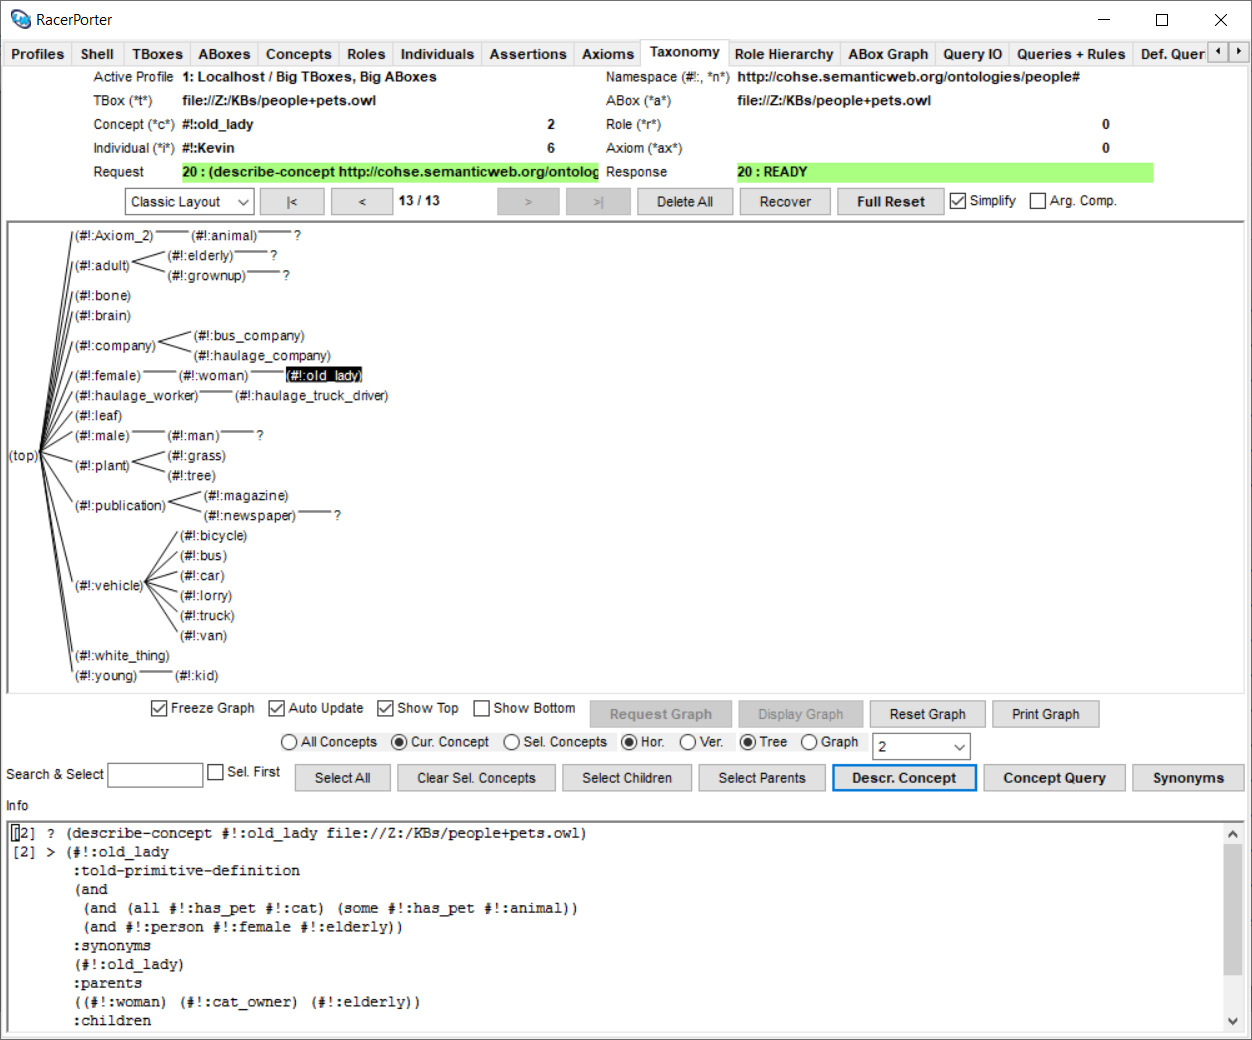 RacerPorter
Profiles Shell TBoxes ABoxes Concepts Roles Individuals Assertions Axioms Taxonomy Role Hierarchy ABox Graph Query IO Queries + Rules Def. Quer
Active Profile 1: Localhost / Big TBoxes, Big ABoxes Namespace (#!:, *n*) http://cohse.semanticweb.org/ontologies/people#
TBox (*t*) file://Z:/KBs/people+pets.owl ABox (*a*) file://Z:/KBs/people+pets.owl
Concept (*c*) #!:old_lady 2 Role (*r*) 0
Individual (*i*) #!:Kevin 6 Axiom (*ax*) 0
Request 20 : (describe-concept http://cohse.semanticweb.org/ontolog Response 20 : READY
Classic Layout |< < 13 / 13 > >| Delete All Recover Full Reset Simplify Arg. Comp.
(#!:Axiom_2) (#!:animal) ?
(#!:elderly) ?
(#!:adult)
(#!:grownup) ?
(#!:bone)
(#!:brain)
(#!:bus_company)
(#!:company)
(#!:haulage_company)
(#!:female) (#!:woman) (#!:old_lady)
(#!:haulage_worker) (#!:haulage_truck_driver)
(#!:leaf)
(#!:male) (#!:man) ?
(top) (#!:grass)
(#!:plant)
(#!:tree)
(#!:magazine)
(#!:publication)
(#!:newspaper) ?
(#!:bicycle)
(#!:bus)
(#!:car)
(#!:vehicle)
(#!:lorry)
(#!:truck)
(#!:van)
(#!:white_thing)
(#!:young) (#!:kid)
Freeze Graph Auto Update Show Top Show Bottom Request Graph Display Graph Reset Graph Print Graph
All Concepts Cur. Concept Sel. Concepts Hor. Ver. Tree Graph 2
Search & Select Sel. First Select All Clear Sel. Concepts Select Children Select Parents Descr. Concept Concept Query Synonyms
Info
[2] ? (describe-concept #!:old_lady file://Z:/KBs/people+pets.owl)
[2] > (#!:old_lady
:told-primitive-definition
(and
(and (all #!:has_pet #!:cat) (some #!:has_pet #!:animal))
(and #!:person #!:female #!:elderly))
:synonyms
(#!:old_lady)
:parents
((#!:woman) (#!:cat_owner) (#!:elderly))
:children